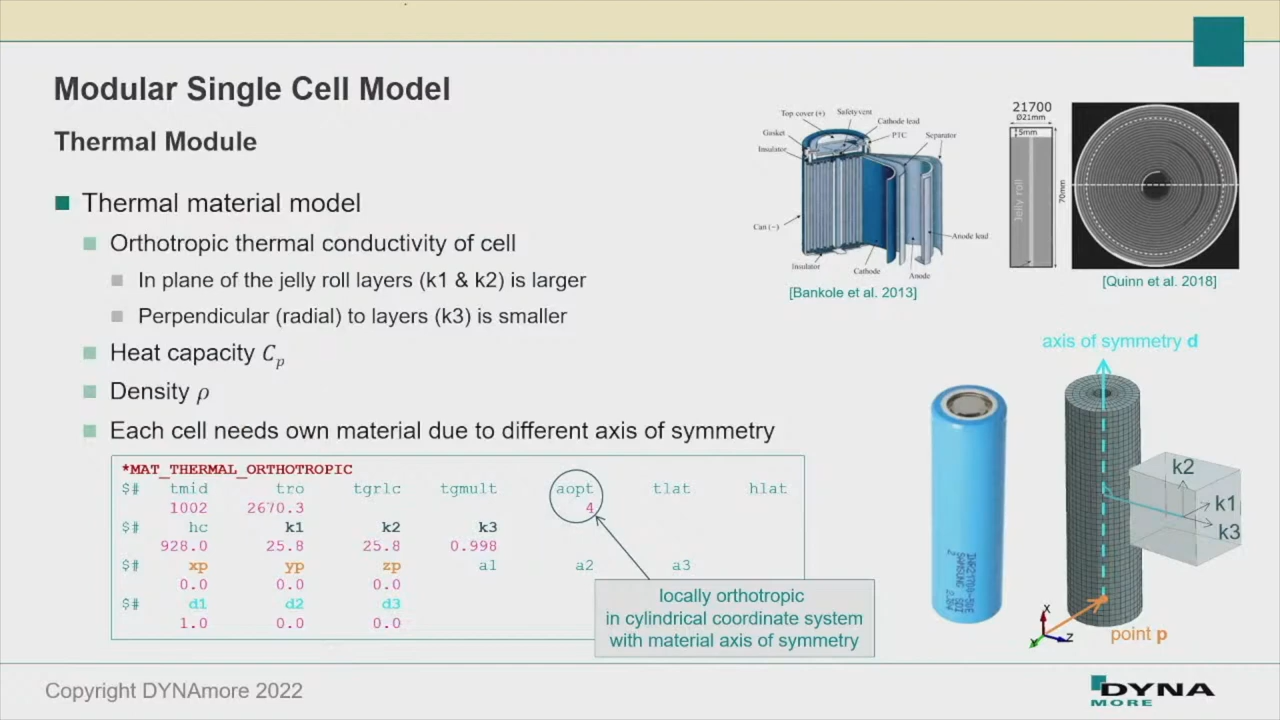 Modular Single Cell Model
Thermal Module
Thermal material model
Orthotropic thermal conductivity of cell
In plane of the jelly roll layers (k1 & k2) is larger
Perpendicular (radial) to layers (k3) is smaller
Heat capacity Cp
Density ρ
Each cell needs own material due to different axis of symmetry
*MAT_THERMAL_ORTHOTROPIC
$# tmid tro tgrlc tgmult aopt tlat hlat
1002 2670.3 4
$# hc k1 k2 k3
928.0 25.8 25.8 0.998
$# xp yp zp a1 a2 a3
0.0 0.0 0.0
$# d1 d2 d3
1.0 0.0 0.0
locally orthotropic
in cylindrical coordinate system
with material axis of symmetry
Top cover (+)
Safety vent
Cathode lead
Gasket
PTC
Separator
Insulator
Can (−)
Anode lead
Insulator
Cathode
Anode
[Bankole et al. 2013]
21700
Ø21mm
5mm
Jelly roll
70mm
[Quinn et al. 2018]
axis of symmetry d
k2
k1
k3
SAMSUNG SDI
X
Y
Z
point p
Copyright DYNAmore 2022
DYNA
MORE